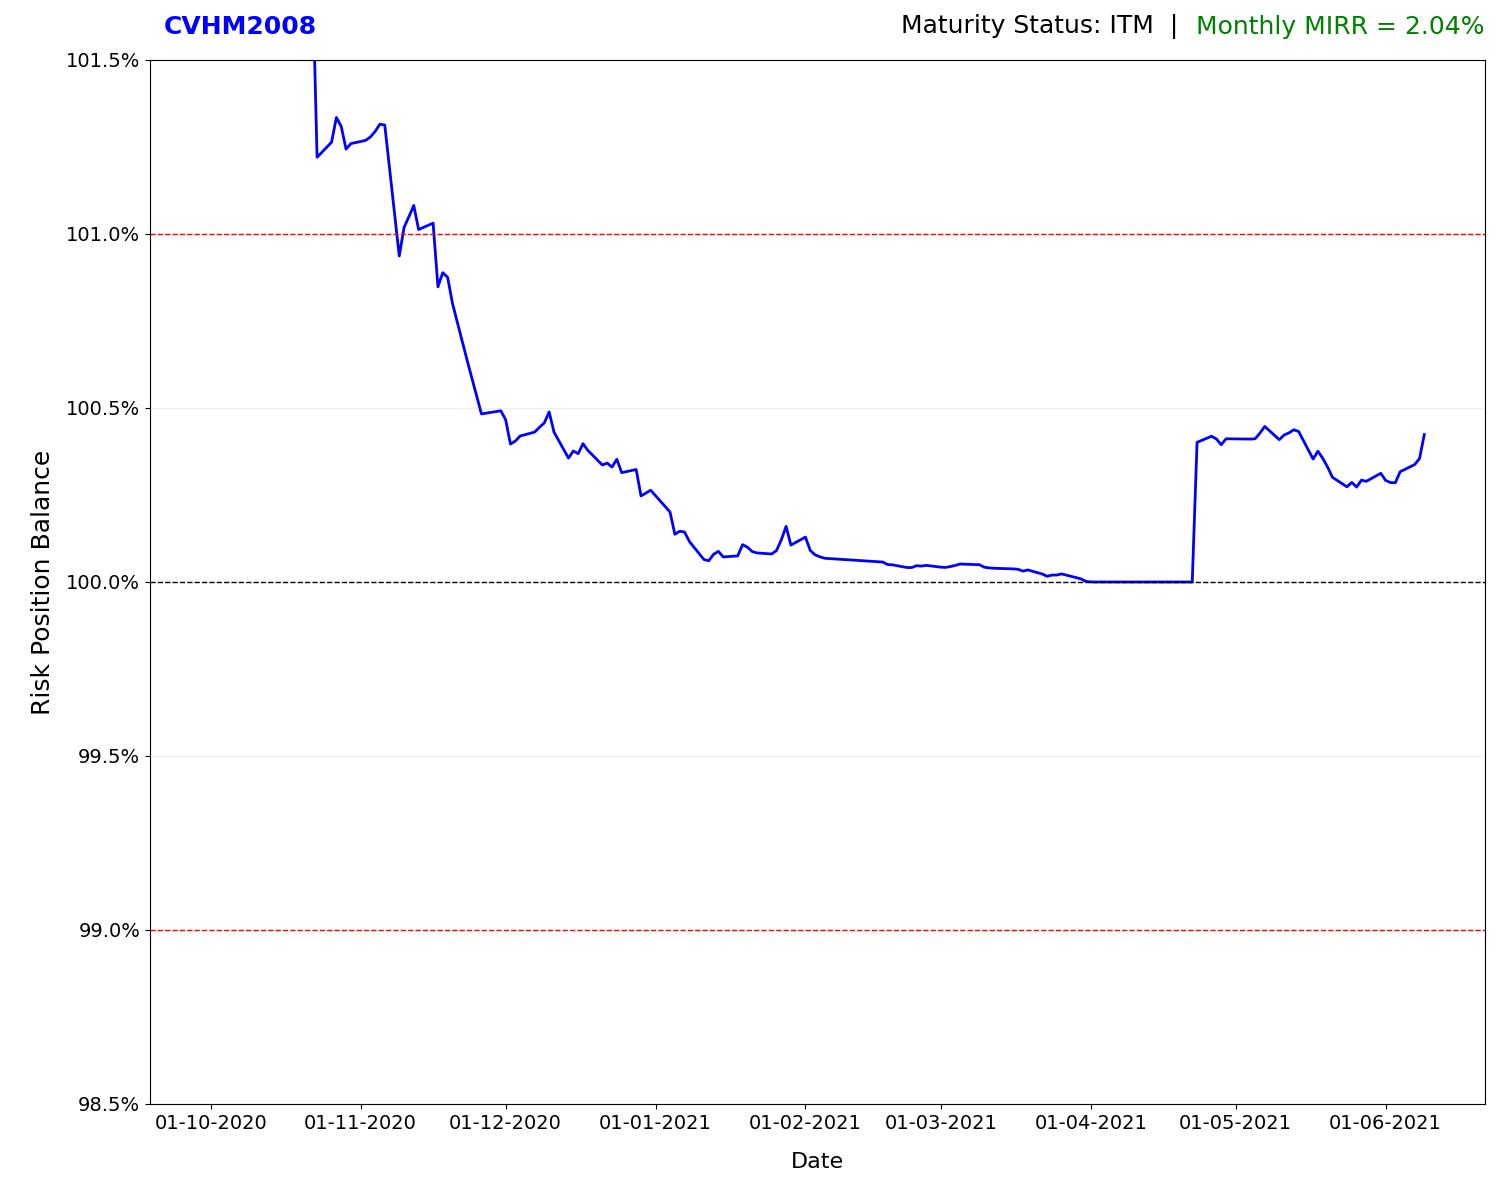 CVHM2008
Maturity Status: ITM | Monthly MIRR = 2.04%
101.5%
101.0%
100.5%
100.0%
99.5%
99.0%
98.5%
Risk Position Balance
01-10-2020 01-11-2020 01-12-2020 01-01-2021 01-02-2021 01-03-2021 01-04-2021 01-05-2021 01-06-2021
Date